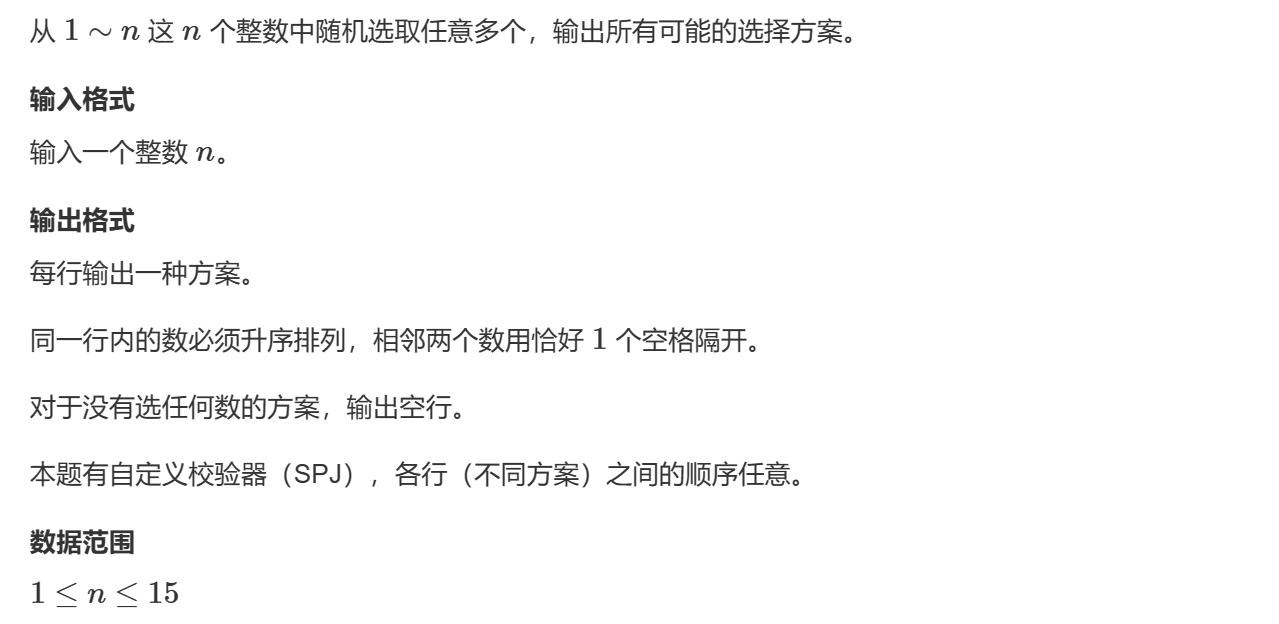 从 1 ∼ n 这 n 个整数中随机选取任意多个，输出所有可能的选择方案。
输入格式
输入一个整数 n。
输出格式
每行输出一种方案。
同一行内的数必须升序排列，相邻两个数用恰好 1 个空格隔开。
对于没有选任何数的方案，输出空行。
本题有自定义校验器（SPJ），各行（不同方案）之间的顺序任意。
数据范围
1 ≤ n ≤ 15